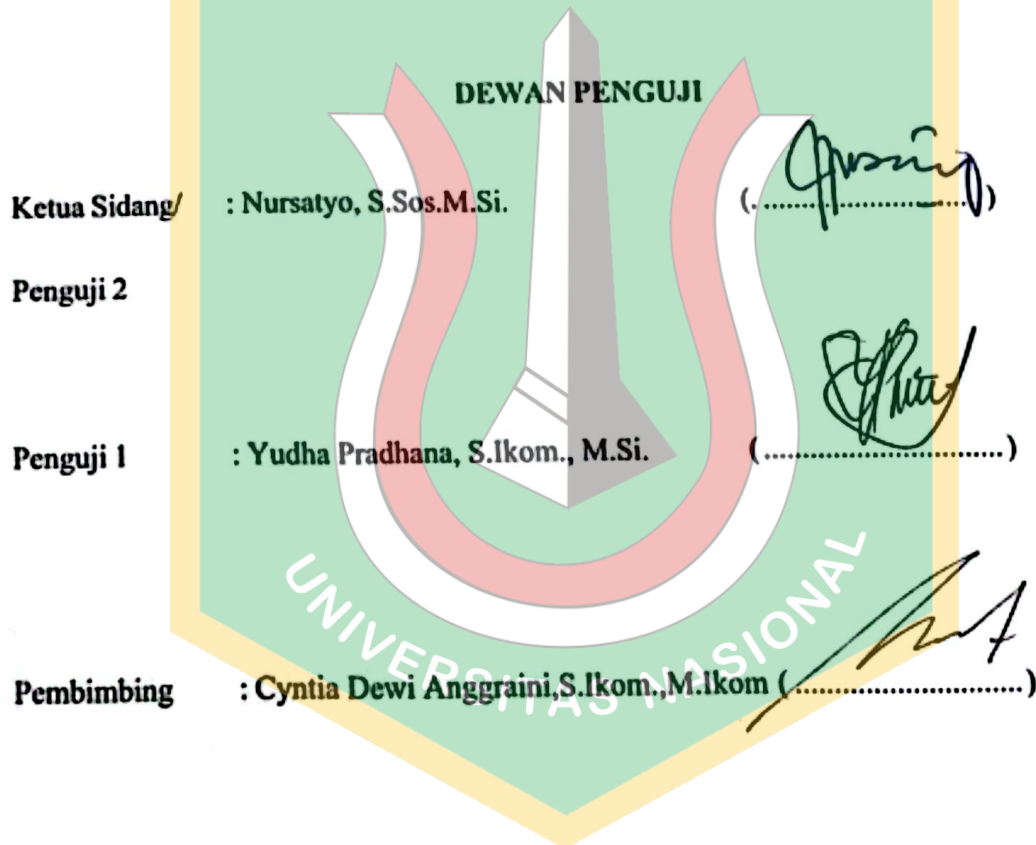 DEWAN PENGUJI
Ketua Sidang/ : Nursatyo, S.Sos.M.Si. (........................)
Penguji 2
Penguji 1 : Yudha Pradhana, S.Ikom., M.Si. (..............................)
UNIVERSITAS NASIONAL
Pembimbing : Cyntia Dewi Anggraini,S.Ikom.,M.Ikom (..............................)